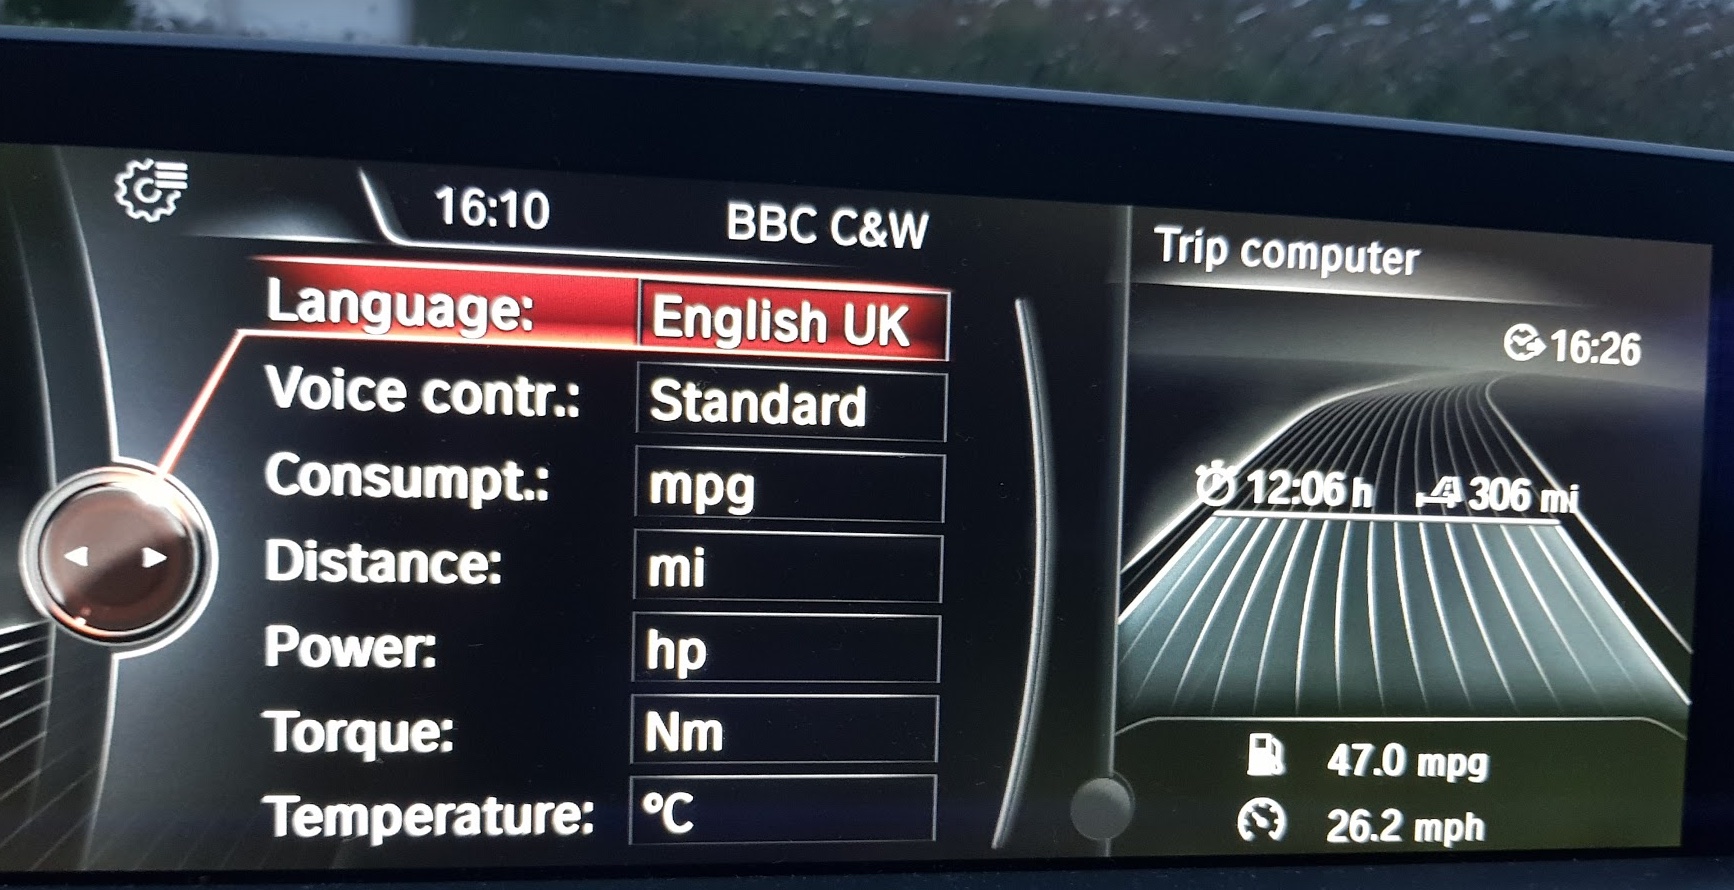 16:10 BBC C&W
Language: English UK
Voice contr.: Standard
Consumpt.: mpg
Distance: mi
Power: hp
Torque: Nm
Temperature: °C
Trip computer
16:26
12:06 h 306 mi
47.0 mpg
26.2 mph